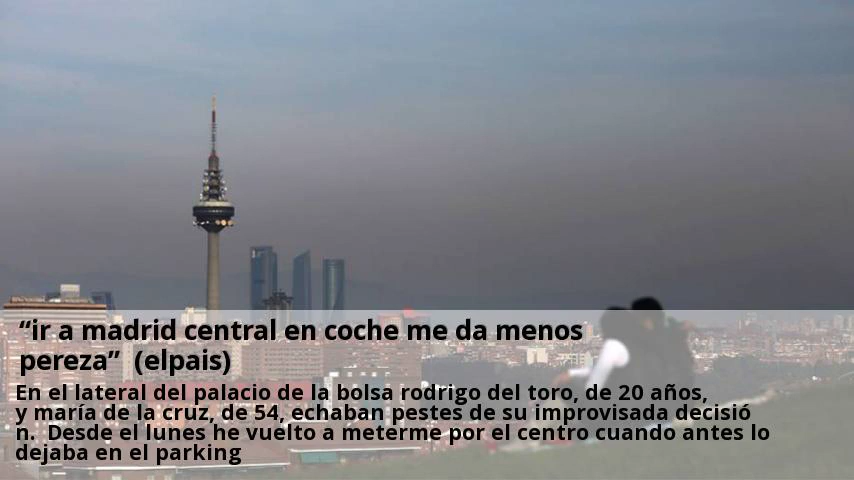 “ir a madrid central en coche me da menos
pereza” (elpais)
En el lateral del palacio de la bolsa rodrigo del toro, de 20 años,
y maría de la cruz, de 54, echaban pestes de su improvisada decisió
n. Desde el lunes he vuelto a meterme por el centro cuando antes lo
dejaba en el parking